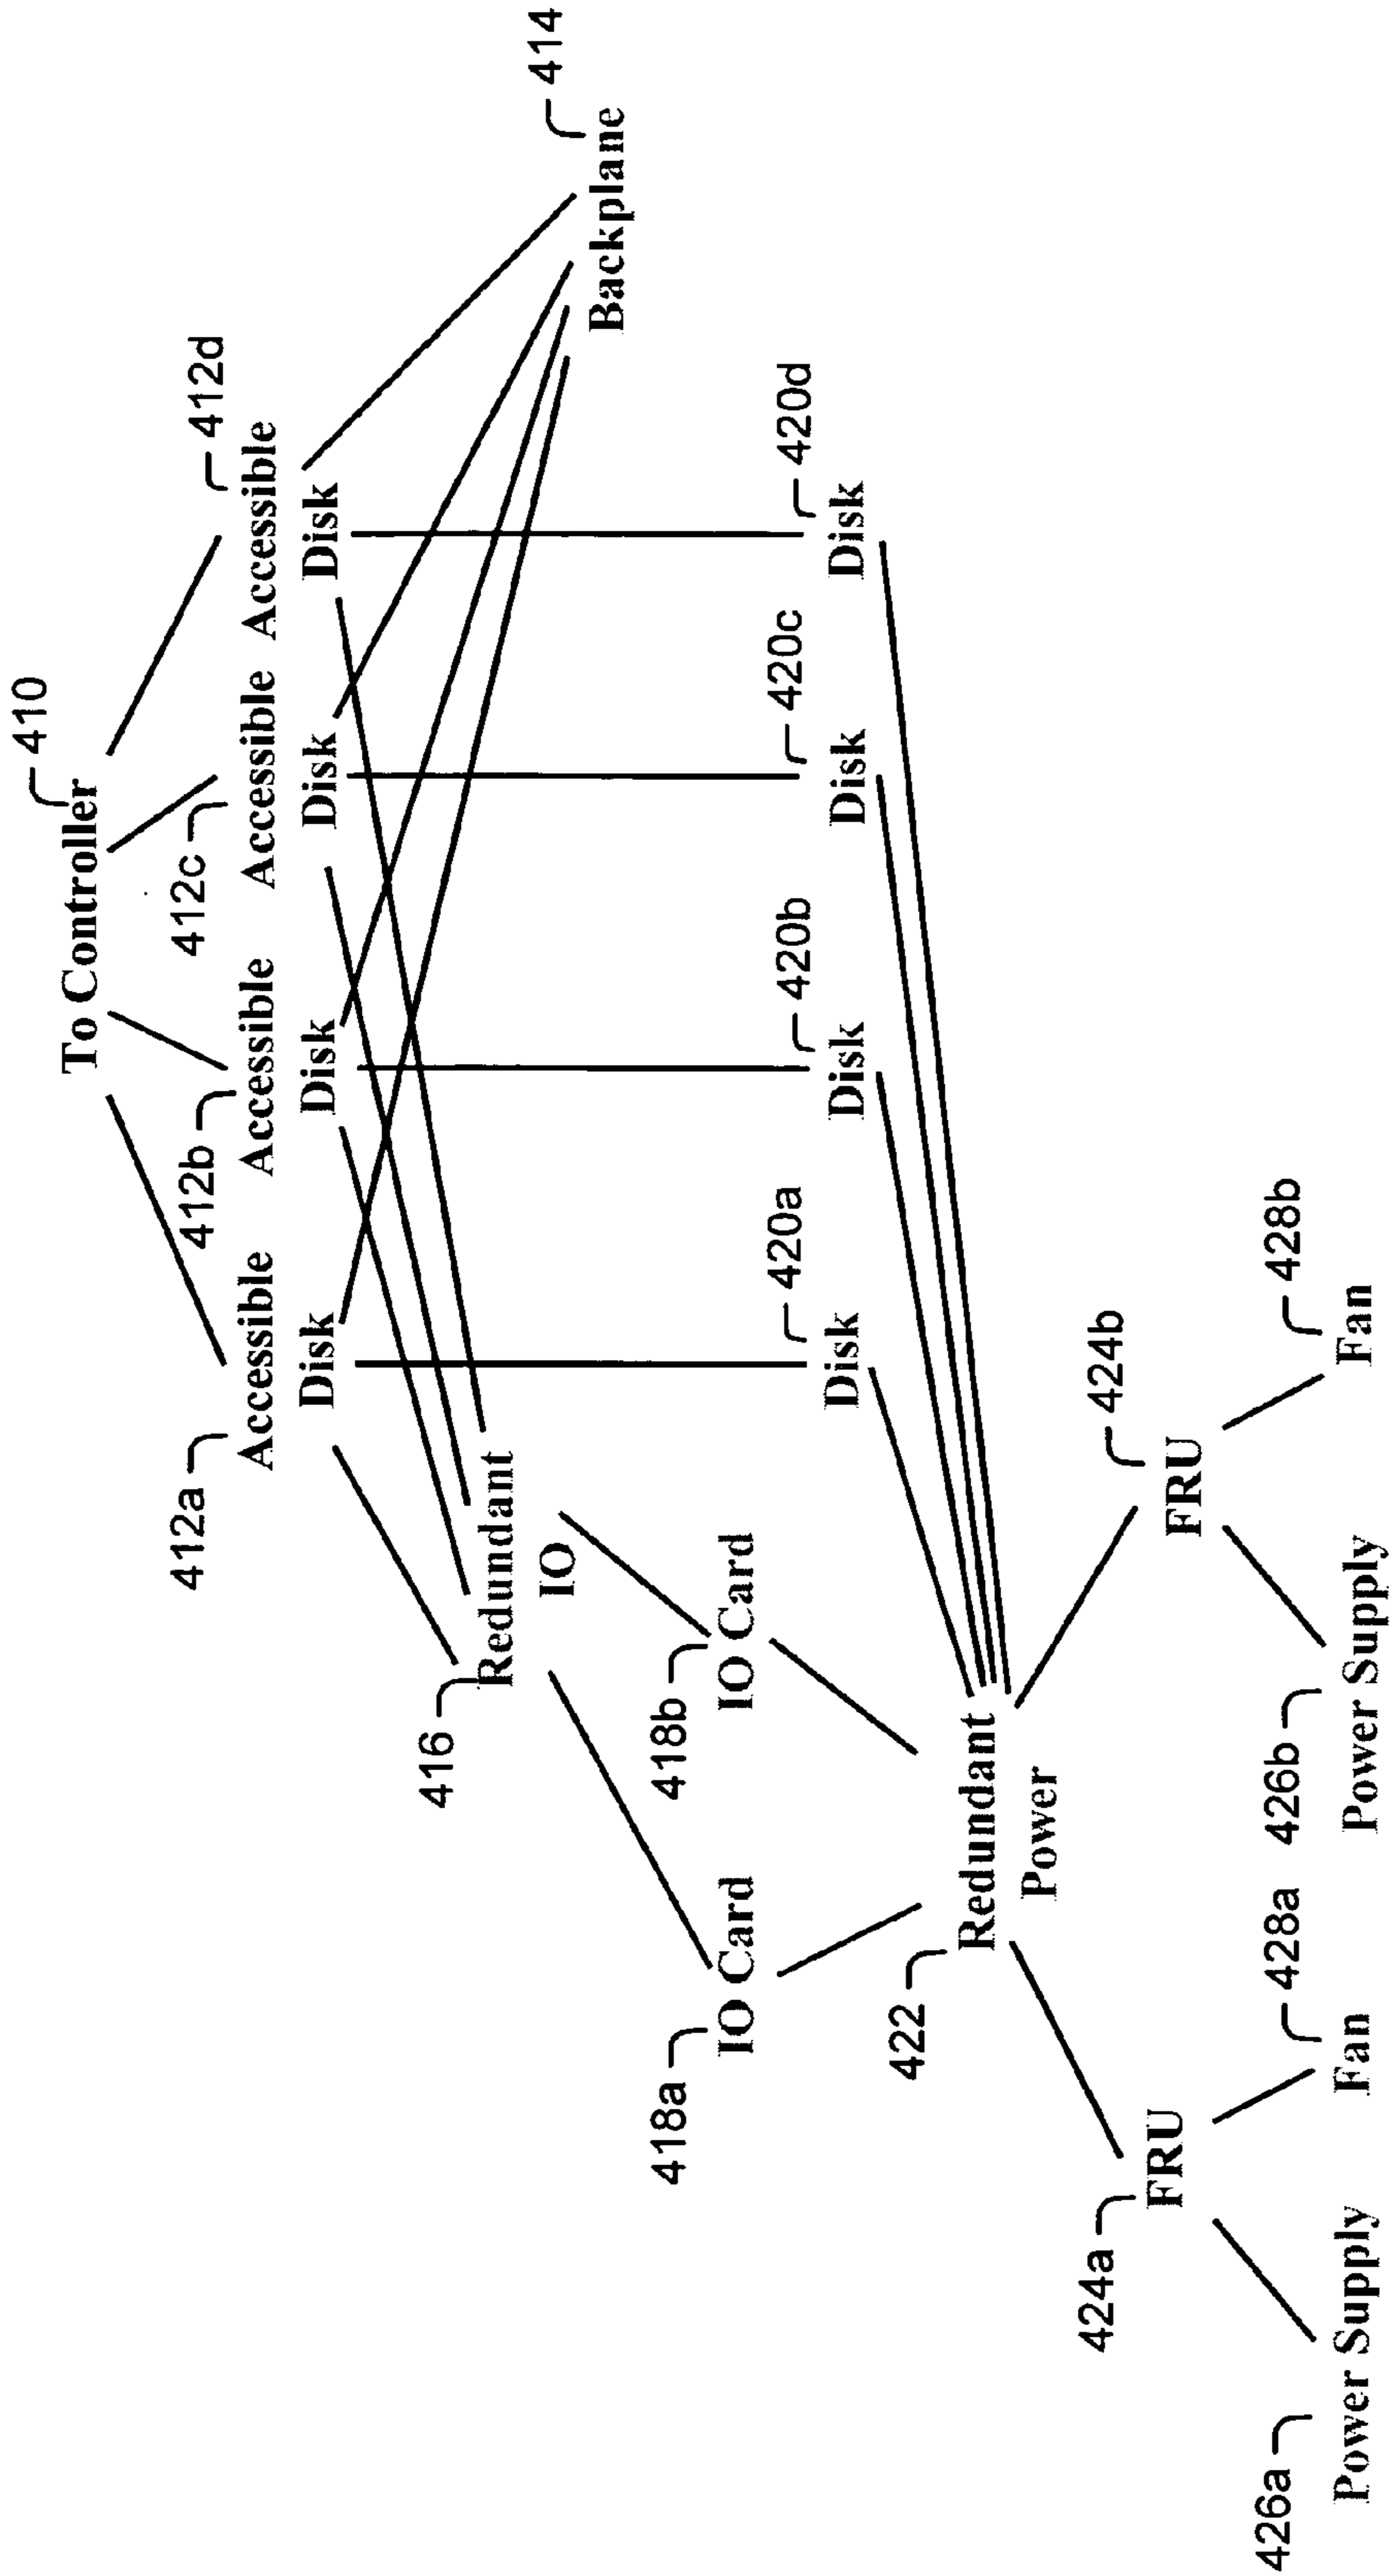 410
To Controller
412a
412b
412c
412d
Accessible
Disk
Accessible
Disk
Accessible
Disk
Accessible
Disk
414
Backplane
416
Redundant
IO
418a
IO Card
418b
IO Card
420a
Disk
420b
Disk
420c
Disk
420d
Disk
422
Redundant
Power
424a
FRU
424b
FRU
426a
Power Supply
428a
Fan
426b
Power Supply
428b
Fan